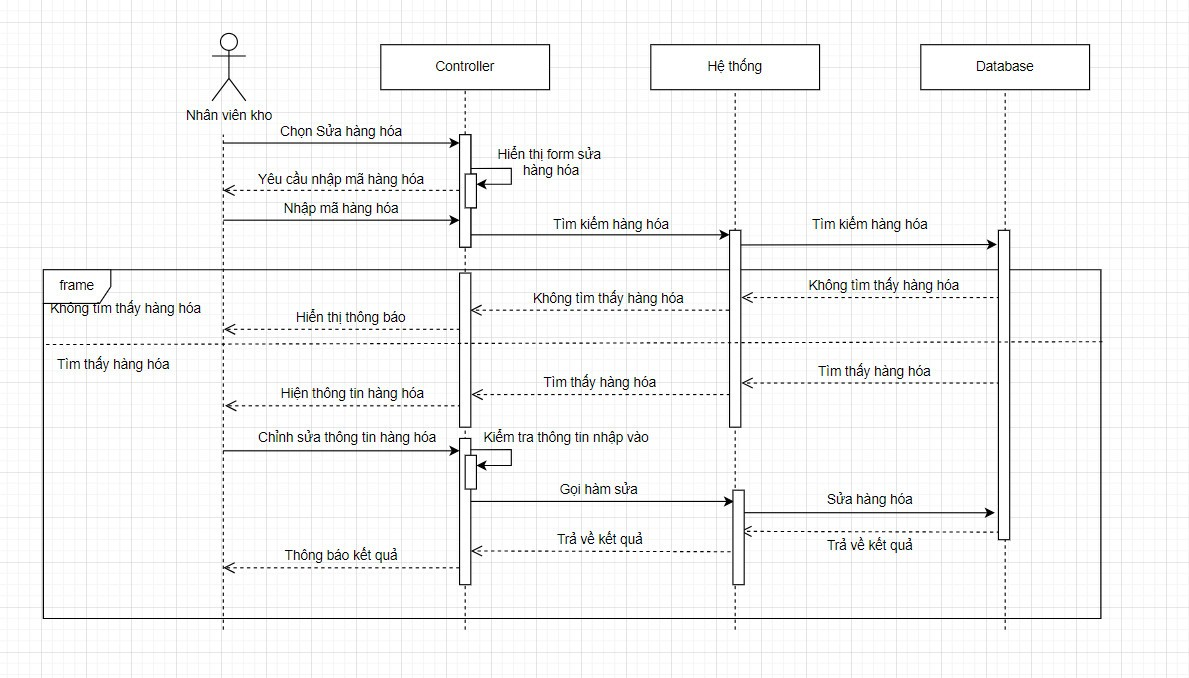 Controller
Hệ thống
Database
Nhân viên kho
Chọn Sửa hàng hóa
Hiển thị form sửa
hàng hóa
Yêu cầu nhập mã hàng hóa
Nhập mã hàng hóa
Tìm kiếm hàng hóa
Tìm kiếm hàng hóa
frame
Không tìm thấy hàng hóa
Không tìm thấy hàng hóa
Không tìm thấy hàng hóa
Hiển thị thông báo
Tìm thấy hàng hóa
Tìm thấy hàng hóa
Tìm thấy hàng hóa
Hiện thông tin hàng hóa
Chỉnh sửa thông tin hàng hóa
Kiểm tra thông tin nhập vào
Gọi hàm sửa
Sửa hàng hóa
Trả về kết quả
Trả về kết quả
Thông báo kết quả